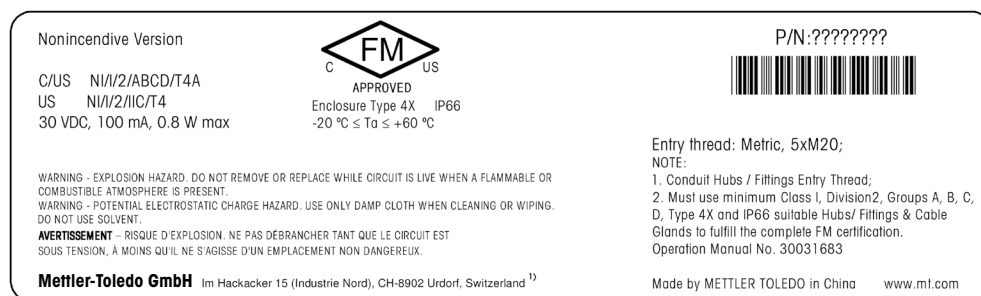 Nonincendive Version
C/US NI/I/2/ABCD/T4A
US NI/I/2/IIC/T4
30 VDC, 100 mA, 0.8 W max
FM
C US
APPROVED
Enclosure Type 4X IP66
-20 ºC ≤ Ta ≤ +60 ºC
P/N:????????
WARNING - EXPLOSION HAZARD. DO NOT REMOVE OR REPLACE WHILE CIRCUIT IS LIVE WHEN A FLAMMABLE OR
COMBUSTIBLE ATMOSPHERE IS PRESENT.
WARNING - POTENTIAL ELECTROSTATIC CHARGE HAZARD. USE ONLY DAMP CLOTH WHEN CLEANING OR WIPING.
DO NOT USE SOLVENT.
AVERTISSEMENT – RISQUE D'EXPLOSION. NE PAS DÉBRANCHER TANT QUE LE CIRCUIT EST
SOUS TENSION, À MOINS QU'IL NE S'AGISSE D'UN EMPLACEMENT NON DANGEREUX.
Mettler-Toledo GmbH Im Hackacker 15 (Industrie Nord), CH-8902 Urdorf, Switzerland 1)
Entry thread: Metric, 5xM20;
NOTE:
1. Conduit Hubs / Fittings Entry Thread;
2. Must use minimum Class I, Division2, Groups A, B, C,
D, Type 4X and IP66 suitable Hubs/ Fittings & Cable
Glands to fulfill the complete FM certification.
Operation Manual No. 30031683
Made by METTLER TOLEDO in China www.mt.com